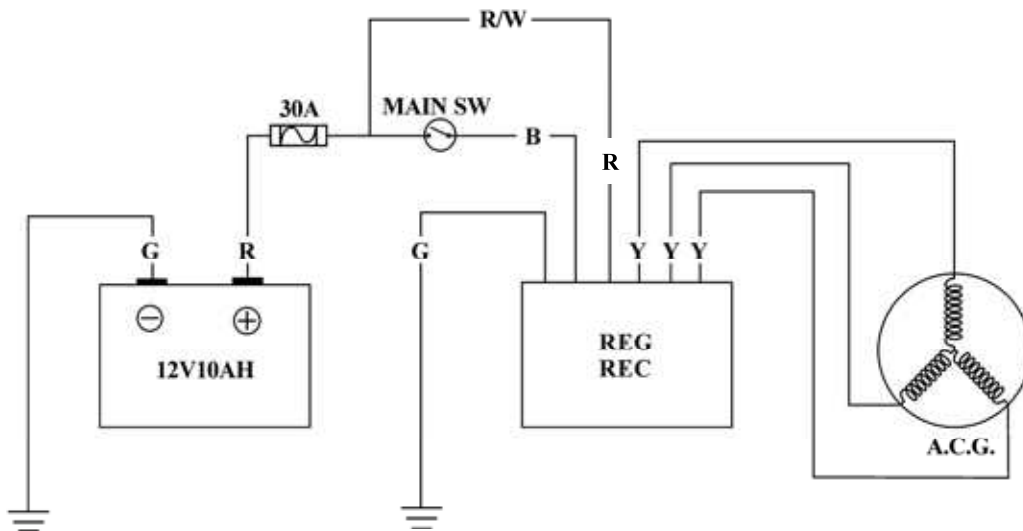 R/W
30A
MAIN SW
B
R
G
R
G
Y Y Y
12V10AH
REG
REC
A.C.G.